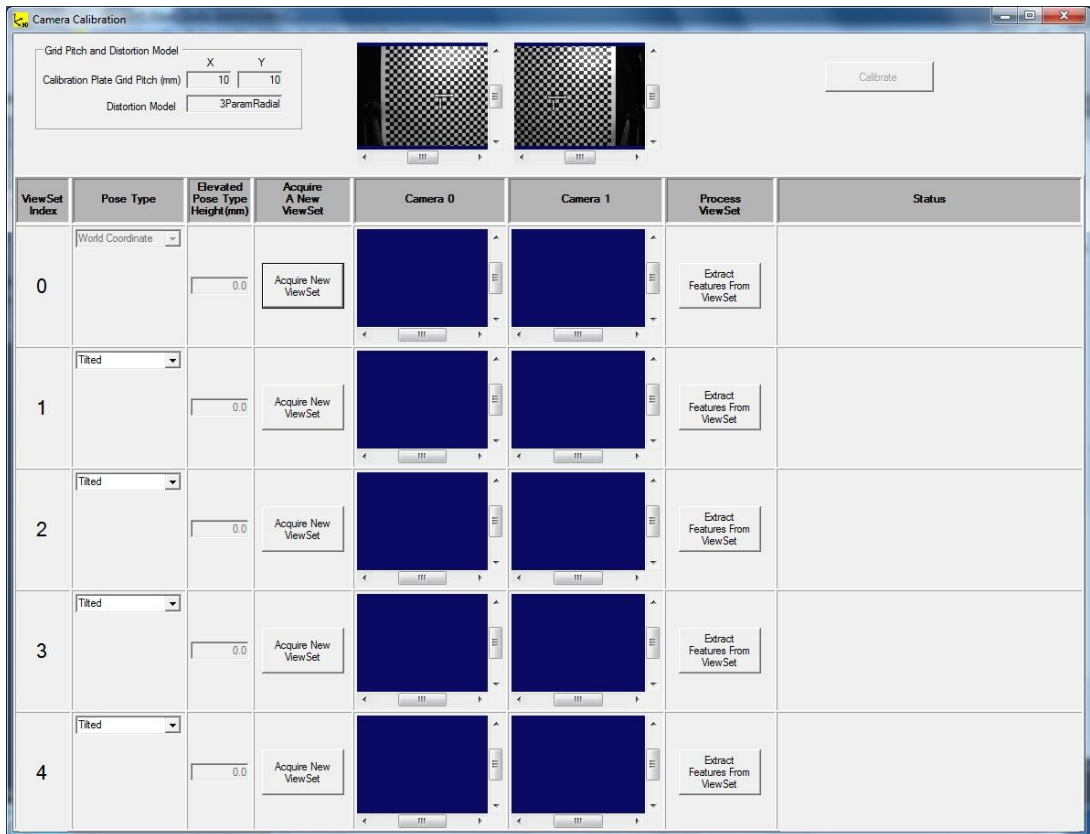 Camera Calibration
Grid Pitch and Distortion Model
X Y
Calibration Plate Grid Pitch (mm) 10 10
Distortion Model 3ParamRadial
Calibrate
ViewSet Index
Pose Type
Elevated Pose Type Height(mm)
Acquire A New ViewSet
Camera 0
Camera 1
Process ViewSet
Status
World Coordinate
0
0.0
Acquire New
ViewSet
Extract
Features From
ViewSet
Tilted
1
0.0
Acquire New
ViewSet
Extract
Features From
ViewSet
Tilted
2
0.0
Acquire New
ViewSet
Extract
Features From
ViewSet
Tilted
3
0.0
Acquire New
ViewSet
Extract
Features From
ViewSet
Tilted
4
0.0
Acquire New
ViewSet
Extract
Features From
ViewSet